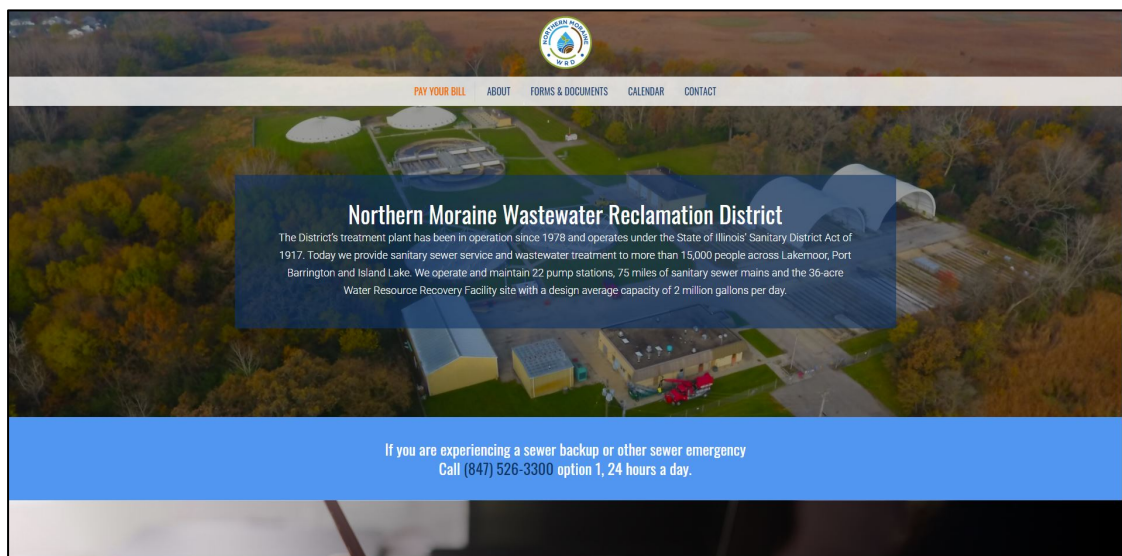 NORTHERN MORAINE
WRD
PAY YOUR BILL ABOUT FORMS & DOCUMENTS CALENDAR CONTACT
Northern Moraine Wastewater Reclamation District
The District's treatment plant has been in operation since 1978 and operates under the State of Illinois' Sanitary District Act of
1917. Today we provide sanitary sewer service and wastewater treatment to more than 15,000 people across Lakemoor, Port
Barrington and Island Lake. We operate and maintain 22 pump stations, 75 miles of sanitary sewer mains and the 36-acre
Water Resource Recovery Facility site with a design average capacity of 2 million gallons per day.
If you are experiencing a sewer backup or other sewer emergency
Call (847) 526-3300 option 1, 24 hours a day.